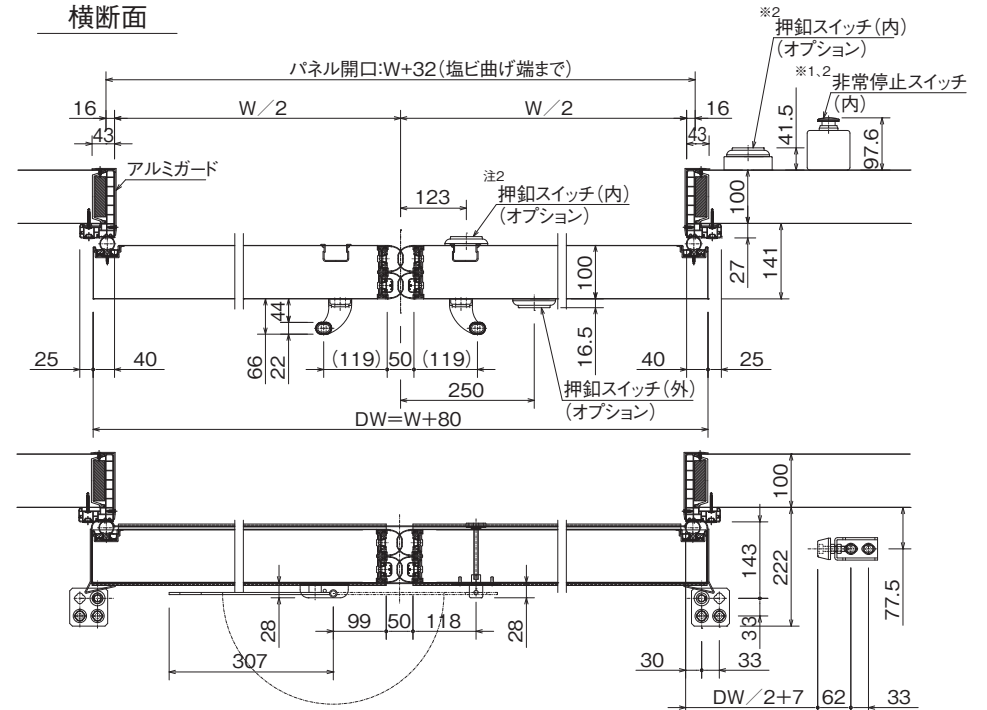 横断面
※2
押釦スイッチ(内)
(オプション)
パネル開口:W+32(塩ビ曲げ端まで)
※1、2
非常停止スイッチ
(内)
16
W/2
W/2
16
41.5
97.6
43
43
アルミガード
注2
押釦スイッチ(内)
(オプション)
123
100
27
141
100
44
66
22
16.5
25
40
(119)
50
(119)
40
25
250
押釦スイッチ(外)
(オプション)
DW=W+80
100
143
222
77.5
28
99
50
118
28
33
307
30
33
DW/2+7
62
33